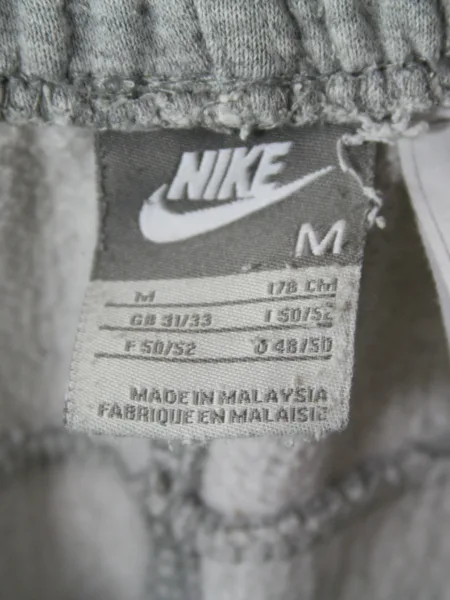 NIKE
M
M 178 CM
GB 31/33 I 50/52
F 50/52 D 48/50
MADE IN MALAYSIA
FABRIQUE EN MALAISIE